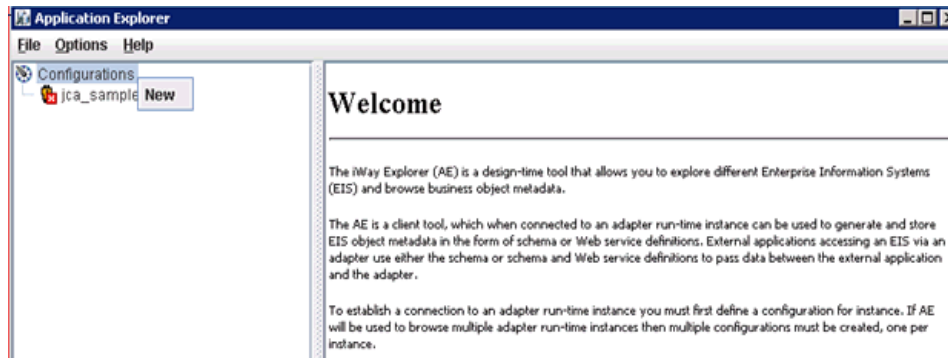 Application Explorer
File Options Help
Configurations
jca_sample New
Welcome
The iWay Explorer (AE) is a design-time tool that allows you to explore different Enterprise Information Systems
(EIS) and browse business object metadata.
The AE is a client tool, which when connected to an adapter run-time instance can be used to generate and store
EIS object metadata in the form of schema or Web service definitions. External applications accessing an EIS via an
adapter use either the schema or schema and Web service definitions to pass data between the external application
and the adapter.
To establish a connection to an adapter run-time instance you must first define a configuration for instance. If AE
will be used to browse multiple adapter run-time instances then multiple configurations must be created, one per
instance.